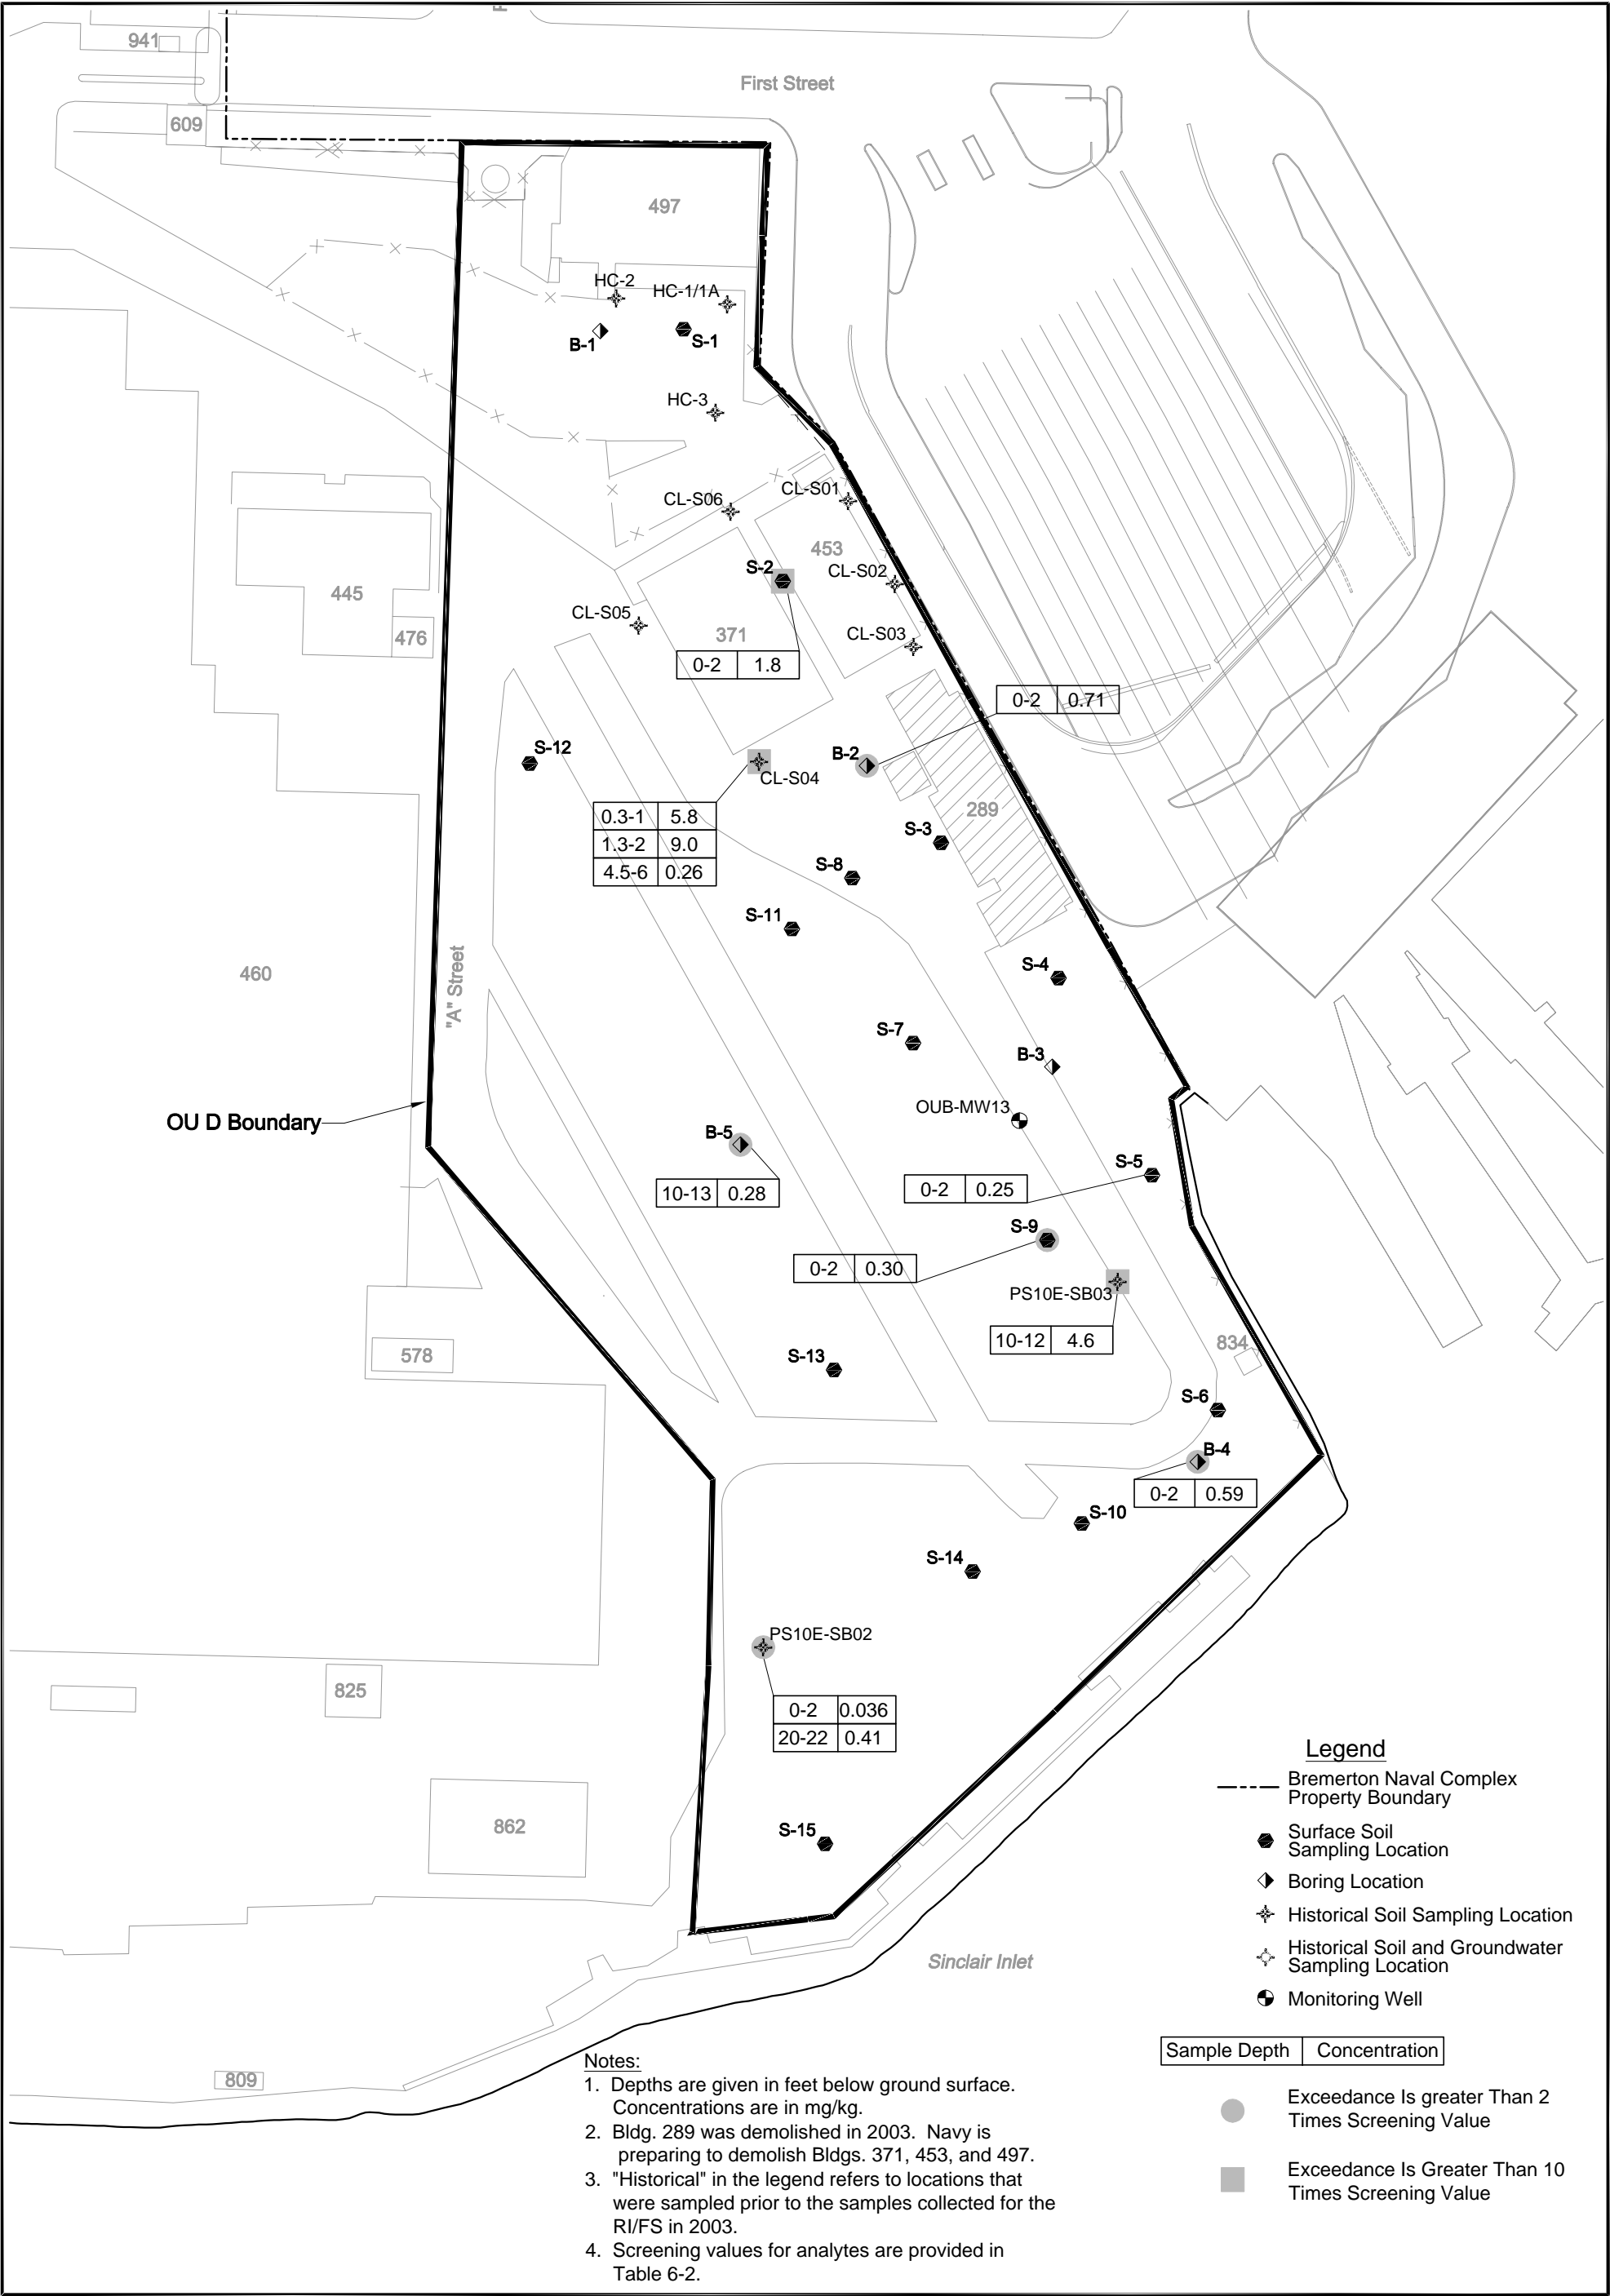 941
First Street
609
497
HC-2
HC-1/1A
B-1
S-1
HC-3
CL-S06
CL-S01
453
S-2
CL-S02
445
CL-S05
476
371
CL-S03
0-2 1.8
0-2 0.71
S-12
B-2
CL-S04
289
0.3-1 5.8
1.3-2 9.0
4.5-6 0.26
S-3
S-8
S-11
460
"A" Street
S-4
S-7
B-3
OUB-MW13
OU D Boundary
B-5
S-5
10-13 0.28
0-2 0.25
S-9
0-2 0.30
PS10E-SB03
10-12 4.6
834
578
S-13
S-6
B-4
0-2 0.59
S-10
S-14
PS10E-SB02
825
0-2 0.036
20-22 0.41
862
S-15
Sinclair Inlet
809
Legend
Bremerton Naval Complex
Property Boundary
Surface Soil
Sampling Location
Boring Location
Historical Soil Sampling Location
Historical Soil and Groundwater
Sampling Location
Monitoring Well
Sample Depth Concentration
Exceedance Is greater Than 2
Times Screening Value
Exceedance Is Greater Than 10
Times Screening Value
Notes:
1. Depths are given in feet below ground surface.
Concentrations are in mg/kg.
2. Bldg. 289 was demolished in 2003. Navy is
preparing to demolish Bldgs. 371, 453, and 497.
3. "Historical" in the legend refers to locations that
were sampled prior to the samples collected for the
RI/FS in 2003.
4. Screening values for analytes are provided in
Table 6-2.